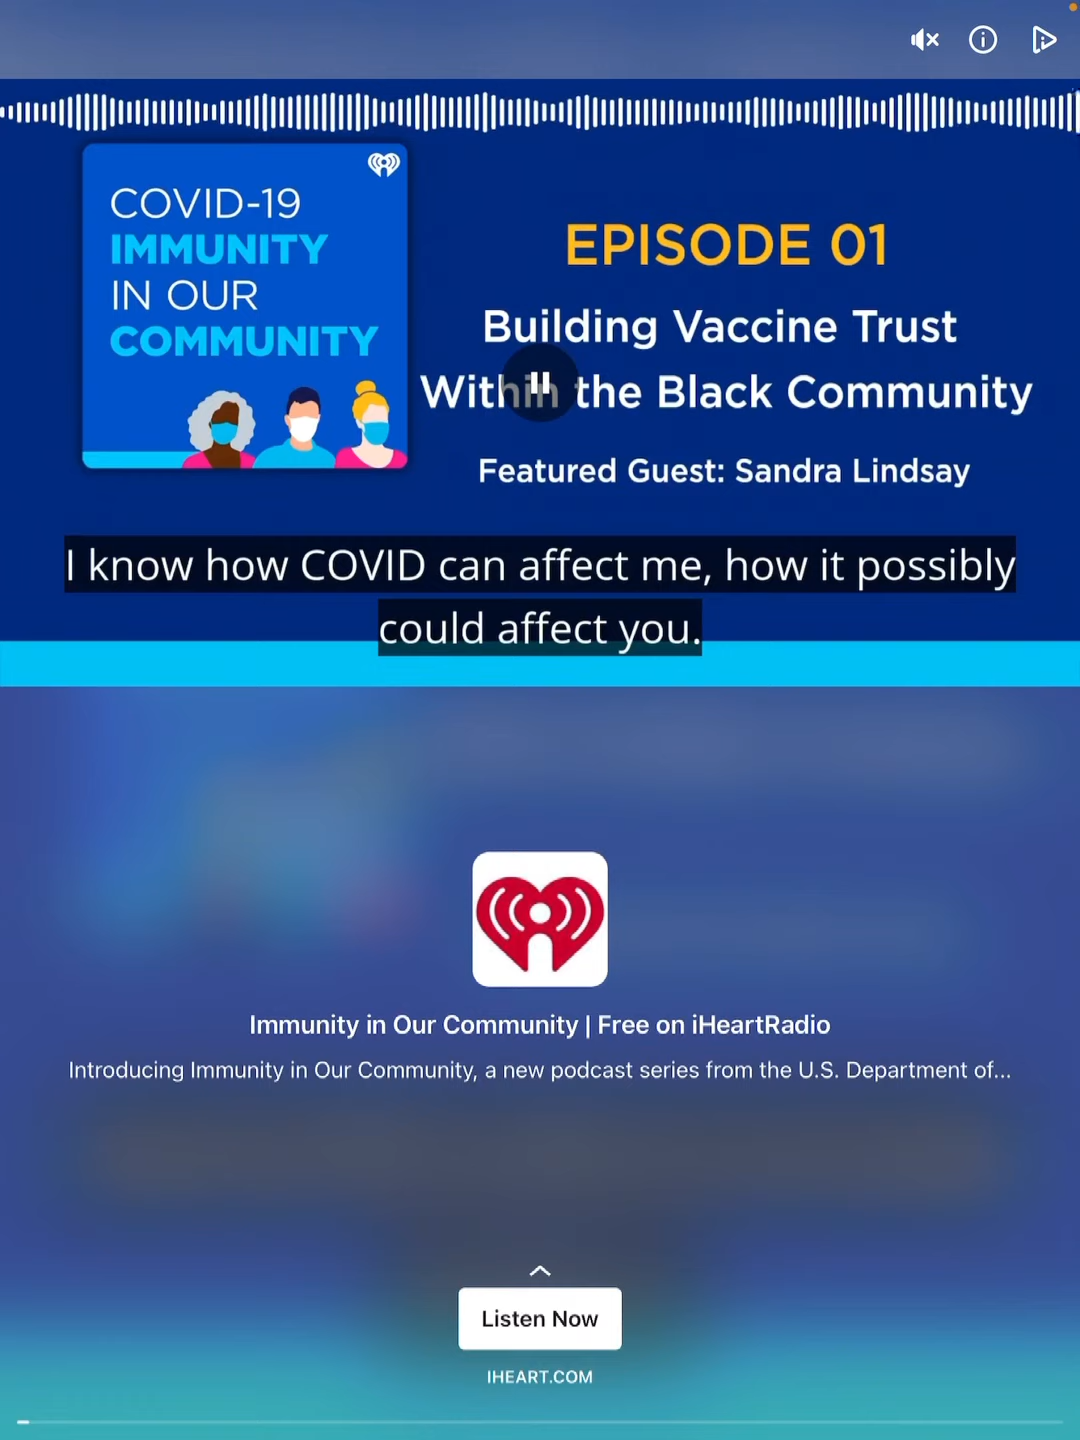 COVID-19
IMMUNITY
IN OUR
COMMUNITY
EPISODE 01
Building Vaccine Trust
Within the Black Community
Featured Guest: Sandra Lindsay
I know how COVID can affect me, how it possibly
could affect you.
Immunity in Our Community | Free on iHeartRadio
Introducing Immunity in Our Community, a new podcast series from the U.S. Department of...
Listen Now
IHEART.COM